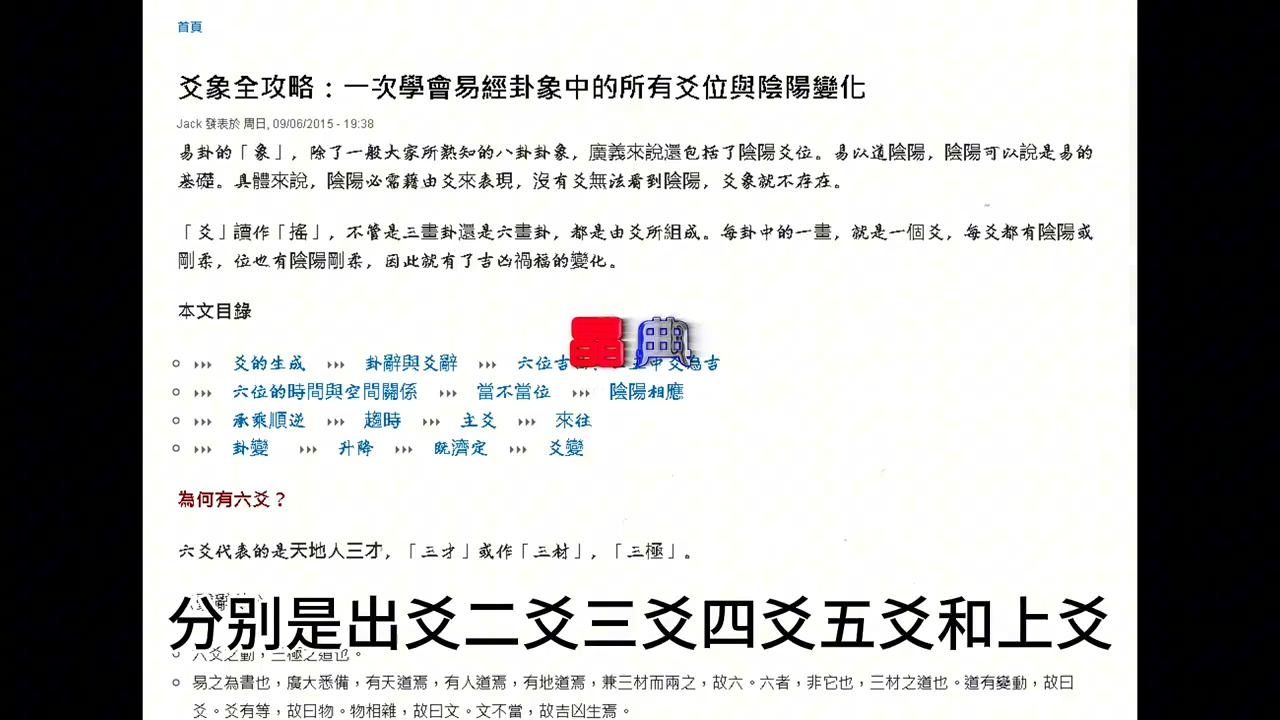 首頁
爻象全攻略：一次學會易經卦象中的所有爻位與陰陽變化
Jack 發表於 周日, 09/06/2015 - 19:38
易卦的「象」，除了一般大家所熟知的八卦卦象，廣義來說還包括了陰陽爻位。易以道陰陽，陰陽可以說是易的
基礎。具體來說，陰陽必需藉由爻來表現，沒有爻無法看到陰陽，爻象就不存在。
「爻」讀作「搖」，不管是三畫卦還是六畫卦，都是由爻所組成。每卦中的一畫，就是一個爻，每爻都有陰陽或
剛柔，位也有陰陽剛柔，因此就有了吉凶禍福的變化。
本文目錄
爻的生成 卦辭與爻辭 六位吉 中爻為吉
品典
六位的時間與空間關係 當不當位 陰陽相應
承乘順逆 趨時 主爻 來往
卦變 升降 既濟定 爻變
為何有六爻？
六爻代表的是天地人三才，「三才」或作「三材」，「三極」。
分别是出爻二爻三爻四爻五爻和上爻
六爻之動，三極之道也。
易之為書也，廣大悉備，有天道焉，有人道焉，有地道焉，兼三材而兩之，故六。六者，非它也，三材之道也。道有變動，故曰
爻。爻有等，故曰物。物相雜，故曰文。文不當，故吉凶生焉。